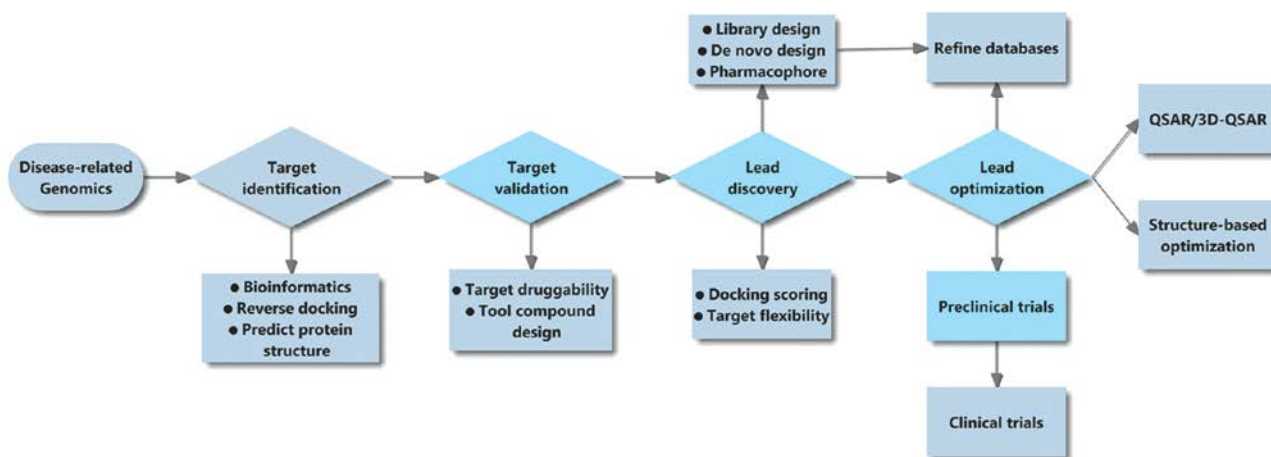 Disease-related
Genomics
Target
identification
● Bioinformatics
● Reverse docking
● Predict protein
structure
Target
validation
● Target druggability
● Tool compound
design
Lead
discovery
● Library design
● De novo design
● Pharmacophore
● Docking scoring
● Target flexibility
Refine databases
Lead
optimization
QSAR/3D-QSAR
Structure-based
optimization
Preclinical trials
Clinical trials